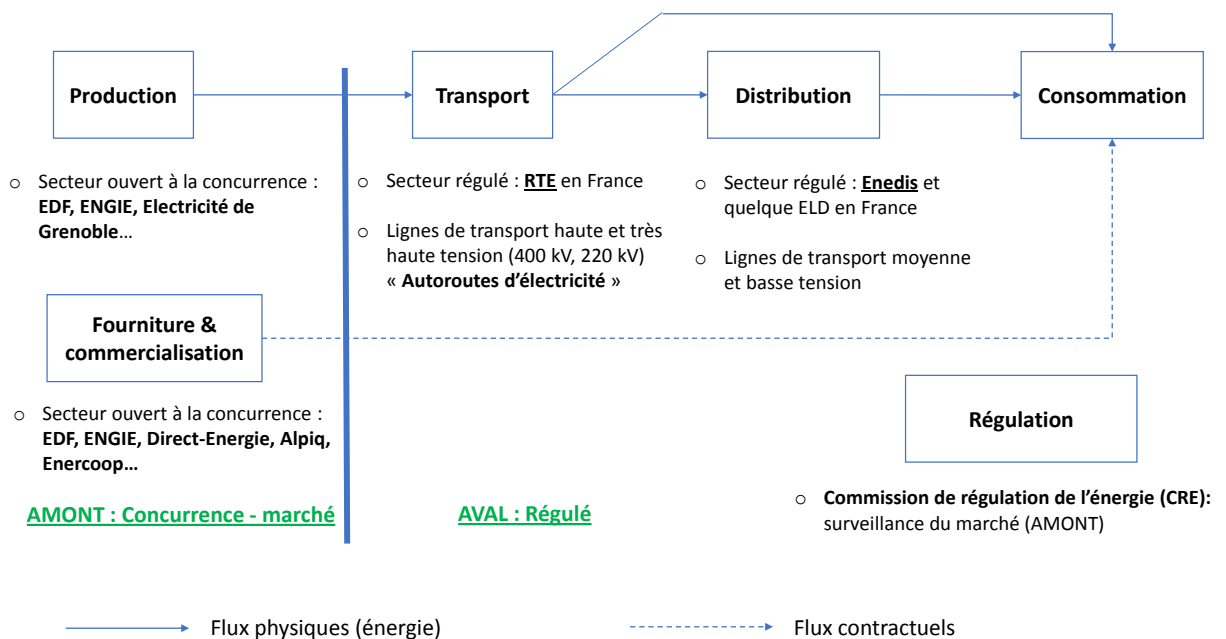 Production
Transport
Distribution
Consommation
o Secteur ouvert à la concurrence :
EDF, ENGIE, Electricité de
Grenoble…
o Secteur régulé : RTE en France
o Lignes de transport haute et très
haute tension (400 kV, 220 kV)
« Autoroutes d’électricité »
o Secteur régulé : Enedis et
quelque ELD en France
o Lignes de transport moyenne
et basse tension
Fourniture &
commercialisation
o Secteur ouvert à la concurrence :
EDF, ENGIE, Direct-Energie, Alpiq,
Enercoop…
Régulation
o Commission de régulation de l’énergie (CRE):
surveillance du marché (AMONT)
AMONT : Concurrence - marché
AVAL : Régulé
Flux physiques (énergie)
Flux contractuels